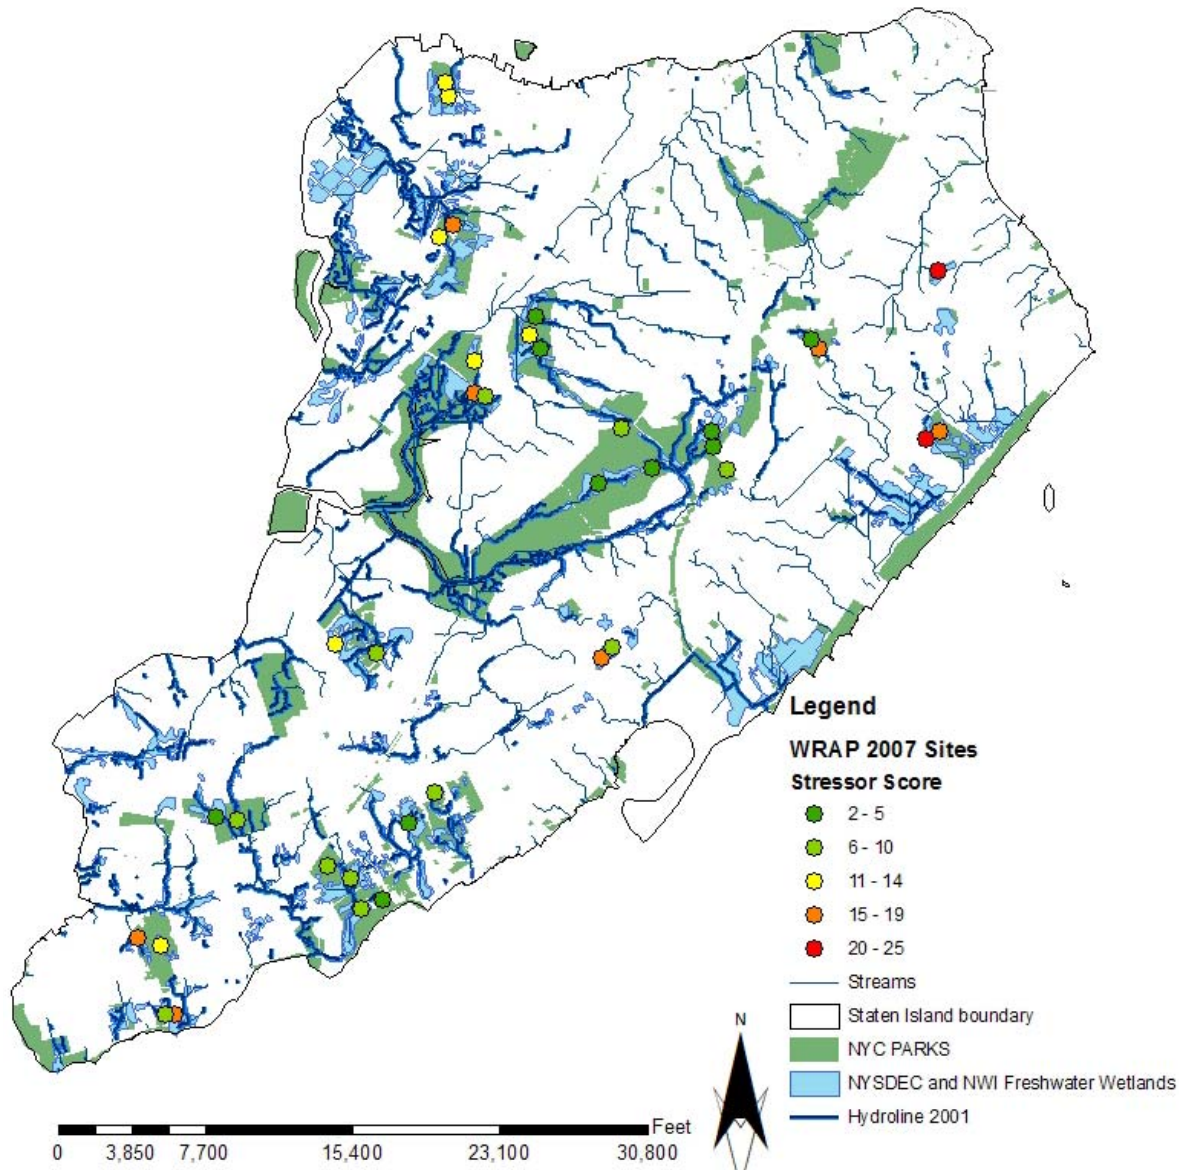 Legend
WRAP 2007 Sites
Stressor Score
2 - 5
6 - 10
11 - 14
15 - 19
20 - 25
Streams
Staten Island boundary
NYC PARKS
NYSDEC and NWI Freshwater Wetlands
Hydroline 2001
N
Feet
0 3,850 7,700 15,400 23,100 30,800